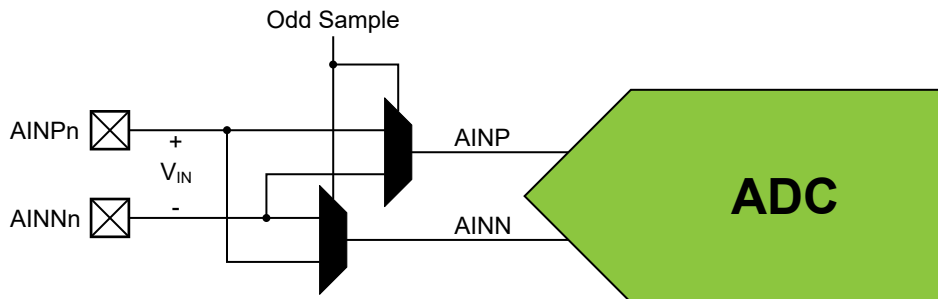 Odd Sample
AINPn
+
VIN
-
AINNn
AINP
AINN
ADC